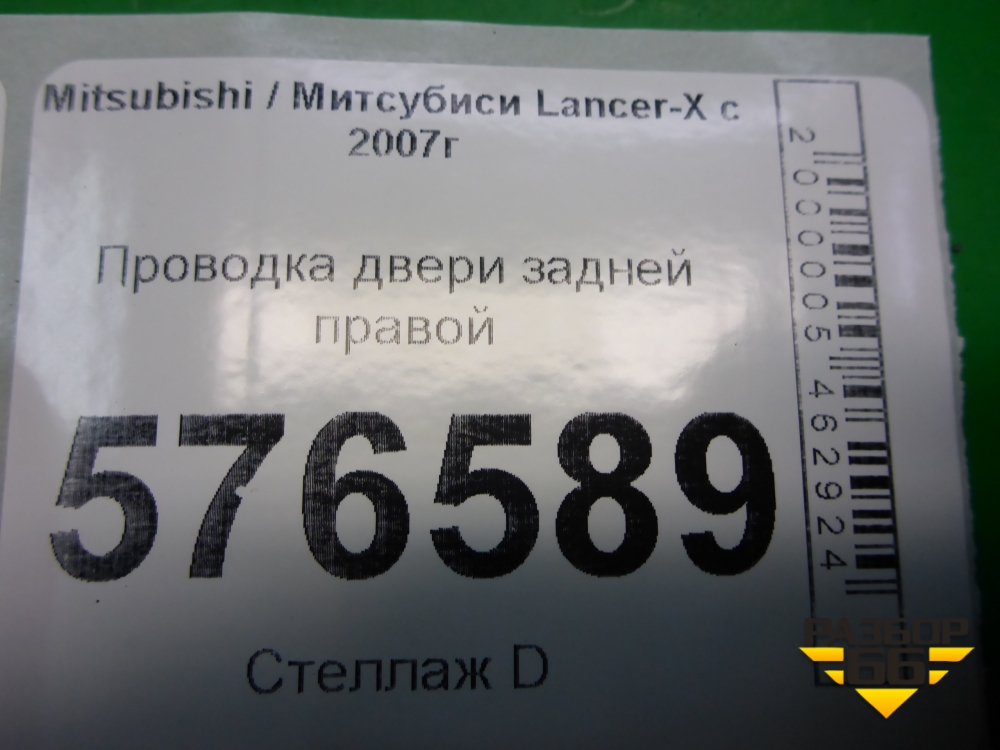 Mitsubishi / Митсубиси Lancer-X с
2007г
Проводка двери задней
правой
576589
Стеллаж D
2000005462924
РАЗБОР
66